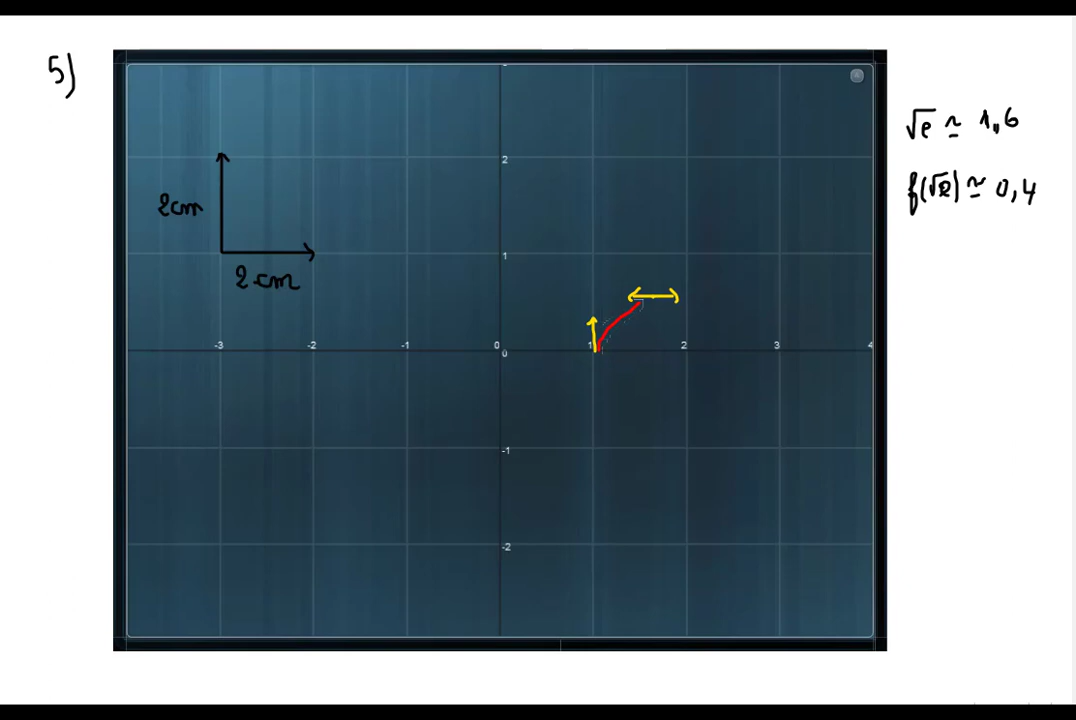 5)
√e ≃ 1,6
2
2cm
f(√e) ≃ 0,4
1
2 cm
-3 -2 -1 0 1 2 3 4
0
-1
-2